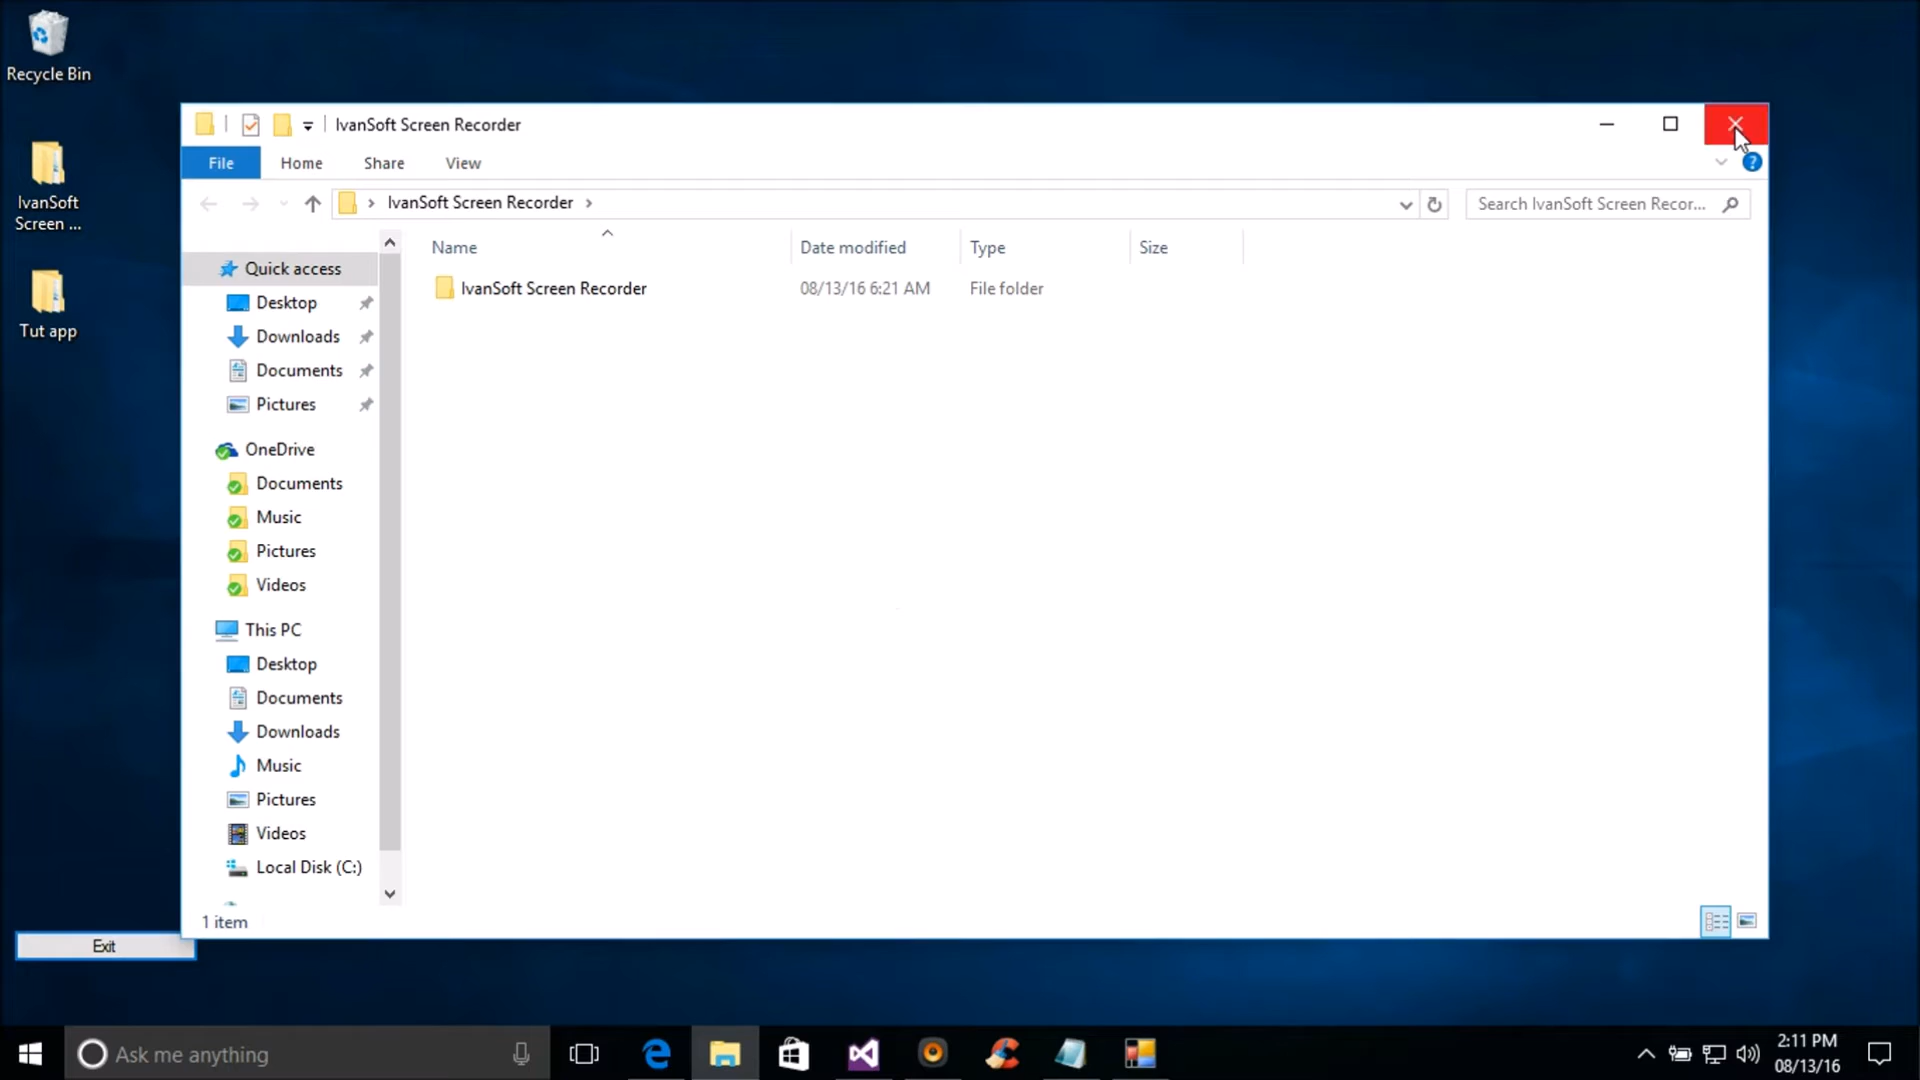 Recycle Bin
IvanSoft
Screen ...
Tut app
IvanSoft Screen Recorder
File Home Share View
IvanSoft Screen Recorder
Search IvanSoft Screen Recor...
Name Date modified Type Size
IvanSoft Screen Recorder 08/13/16 6:21 AM File folder
Quick access
Desktop
Downloads
Documents
Pictures
OneDrive
Documents
Music
Pictures
Videos
This PC
Desktop
Documents
Downloads
Music
Pictures
Videos
Local Disk (C:)
1 item
Exit
Ask me anything
2:11 PM
08/13/16